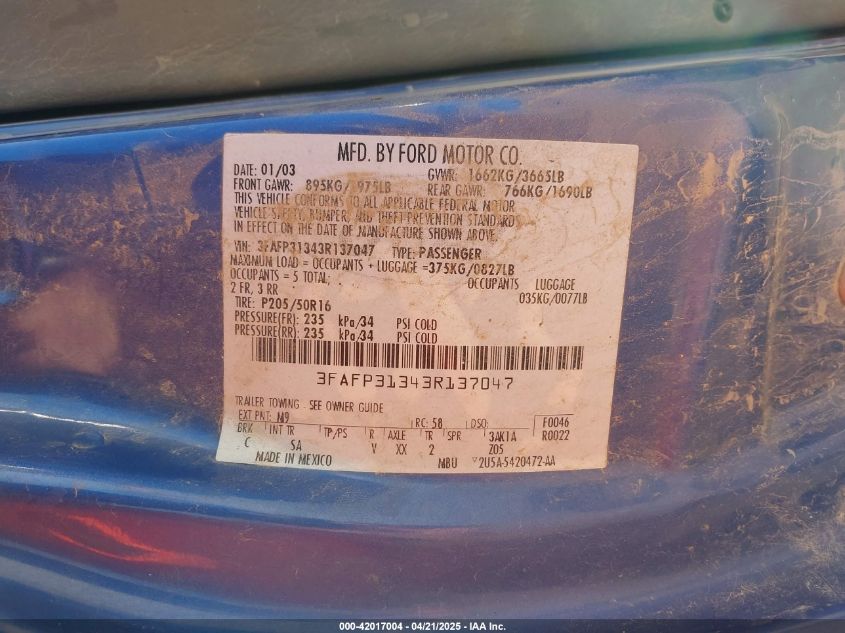 MFD. BY FORD MOTOR CO.
DATE: 01/03 GVWR: 1662KG/3665LB
FRONT GAWR: 895KG/ 975LB REAR GAWR: 766KG/1690LB
THIS VEHICLE CONFORMS TO ALL APPLICABLE FEDERAL MOTOR
VEHICLE SAFETY, BUMPER, AND THEFT PREVENTION STANDARDS
IN EFFECT ON THE DATE OF MANUFACTURE SHOWN ABOVE.
VIN: 3FAFP31343R137047 TYPE: PASSENGER
MAXIMUM LOAD = OCCUPANTS + LUGGAGE =375KG/0827LB
OCCUPANTS = 5 TOTAL; OCCUPANTS LUGGAGE
2 FR, 3 RR 035KG/0077LB
TIRE: P205/50R16
PRESSURE(FR): 235 kPa/34 PSI COLD
PRESSURE(RR): 235 kPa/34 PSI COLD
3FAFP31343R137047
TRAILER TOWING - SEE OWNER GUIDE
EXT PNT: M9 RC: 58 DSO: F0046
BRK INT TR TP/PS R AXLE TR SPR 3AK1A R0022
C SA V XX 2 Z05
MADE IN MEXICO MBU 2U5A-5420472-AA
000-42017004 - 04/21/2025 - IAA Inc.